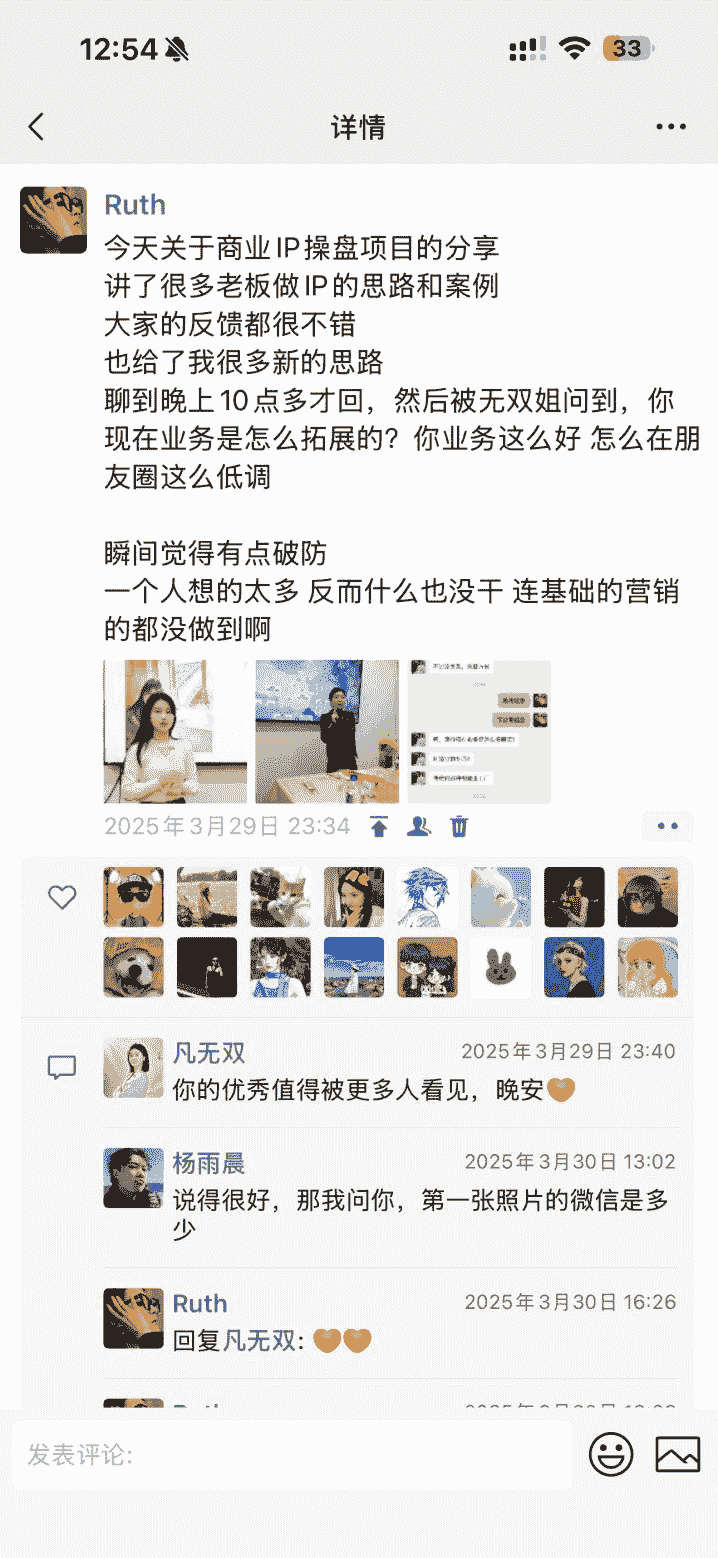 12:54
33
详情
Ruth
今天关于商业IP操盘项目的分享
讲了很多老板做IP的思路和案例
大家的反馈都很不错
也给了我很多新的思路
聊到晚上10点多才回，然后被无双姐问到，你
现在业务是怎么拓展的？你业务这么好 怎么在朋
友圈这么低调
瞬间觉得有点破防
一个人想的太多 反而什么也没干 连基础的营销
的都没做到啊
2025年3月29日 23:34
凡无双
2025年3月29日 23:40
你的优秀值得被更多人看见，晚安🧡
杨雨晨
2025年3月30日 13:02
说得很好，那我问你，第一张照片的微信是多
少
Ruth
2025年3月30日 16:26
回复凡无双: 🧡🧡
发表评论: